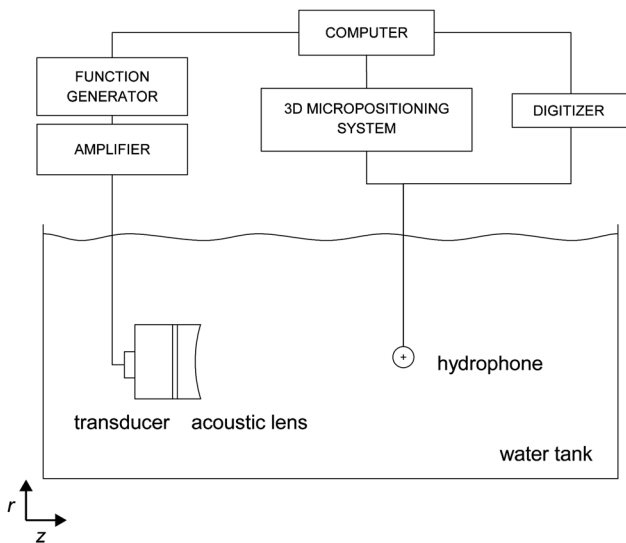 COMPUTER
FUNCTION
GENERATOR
3D MICROPOSITIONING
SYSTEM
DIGITIZER
AMPLIFIER
+
hydrophone
transducer acoustic lens
water tank
r
z